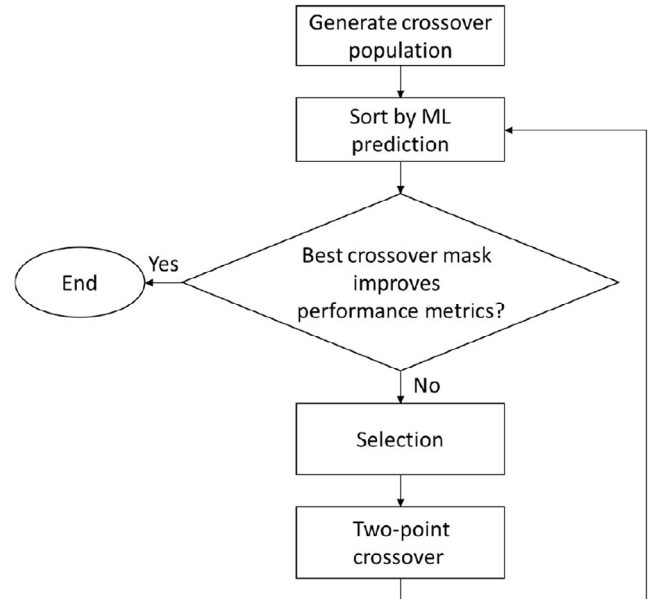 Generate crossover
population
Sort by ML
prediction
Best crossover mask
improves
performance metrics?
Yes
End
No
Selection
Two-point
crossover